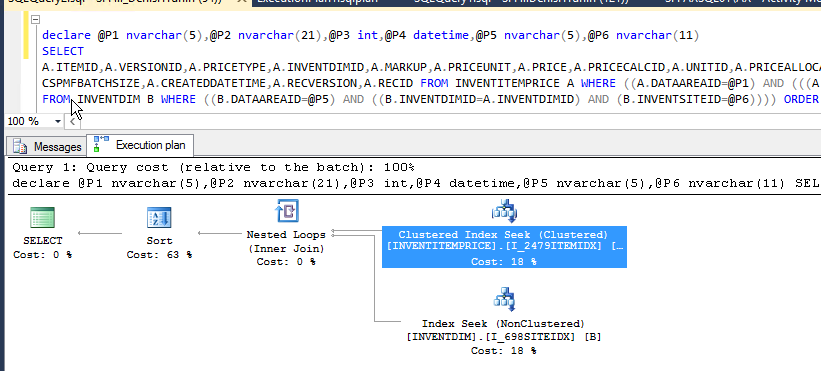 declare @P1 nvarchar(5),@P2 nvarchar(21),@P3 int,@P4 datetime,@P5 nvarchar(5),@P6 nvarchar(11)
SELECT
A.ITEMID,A.VERSIONID,A.PRICETYPE,A.INVENTDIMID,A.MARKUP,A.PRICEUNIT,A.PRICE,A.PRICECALCID,A.UNITID,A.PRICEALLOCA
CSPMFBATCHSIZE,A.CREATEDDATETIME,A.RECVERSION,A.RECID FROM INVENTITEMPRICE A WHERE ((A.DATAAREAID=@P1) AND (((A
FROM INVENTDIM B WHERE ((B.DATAAREAID=@P5) AND ((B.INVENTDIMID=A.INVENTDIMID) AND (B.INVENTSITEID=@P6)))) ORDER
100 %
Messages
Execution plan
Query 1: Query cost (relative to the batch): 100%
declare @P1 nvarchar(5),@P2 nvarchar(21),@P3 int,@P4 datetime,@P5 nvarchar(5),@P6 nvarchar(11) SEL
SELECT
Cost: 0 %
Sort
Cost: 63 %
Nested Loops
(Inner Join)
Cost: 0 %
Clustered Index Seek (Clustered)
[INVENTITEMPRICE].[I_2479ITEMIDX] […
Cost: 18 %
Index Seek (NonClustered)
[INVENTDIM].[I_698SITEIDX] [B]
Cost: 18 %